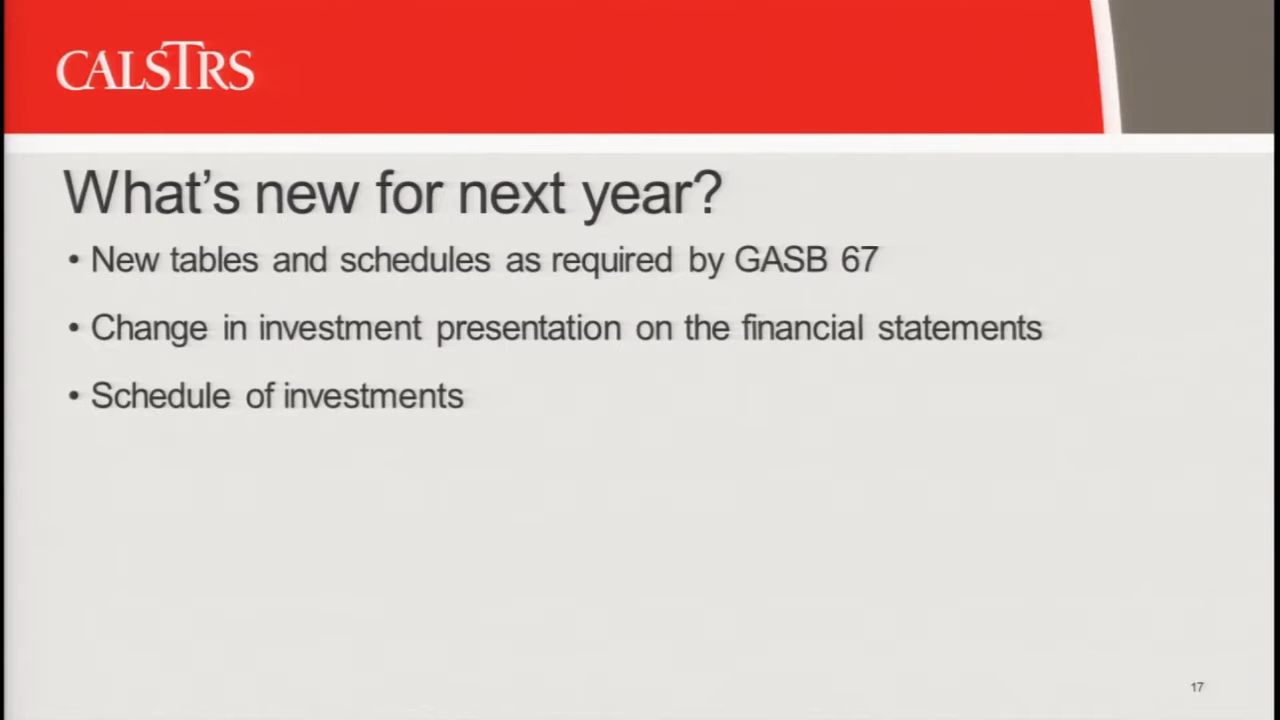 CALSTRS
What's new for next year?
• New tables and schedules as required by GASB 67
• Change in investment presentation on the financial statements
• Schedule of investments
17